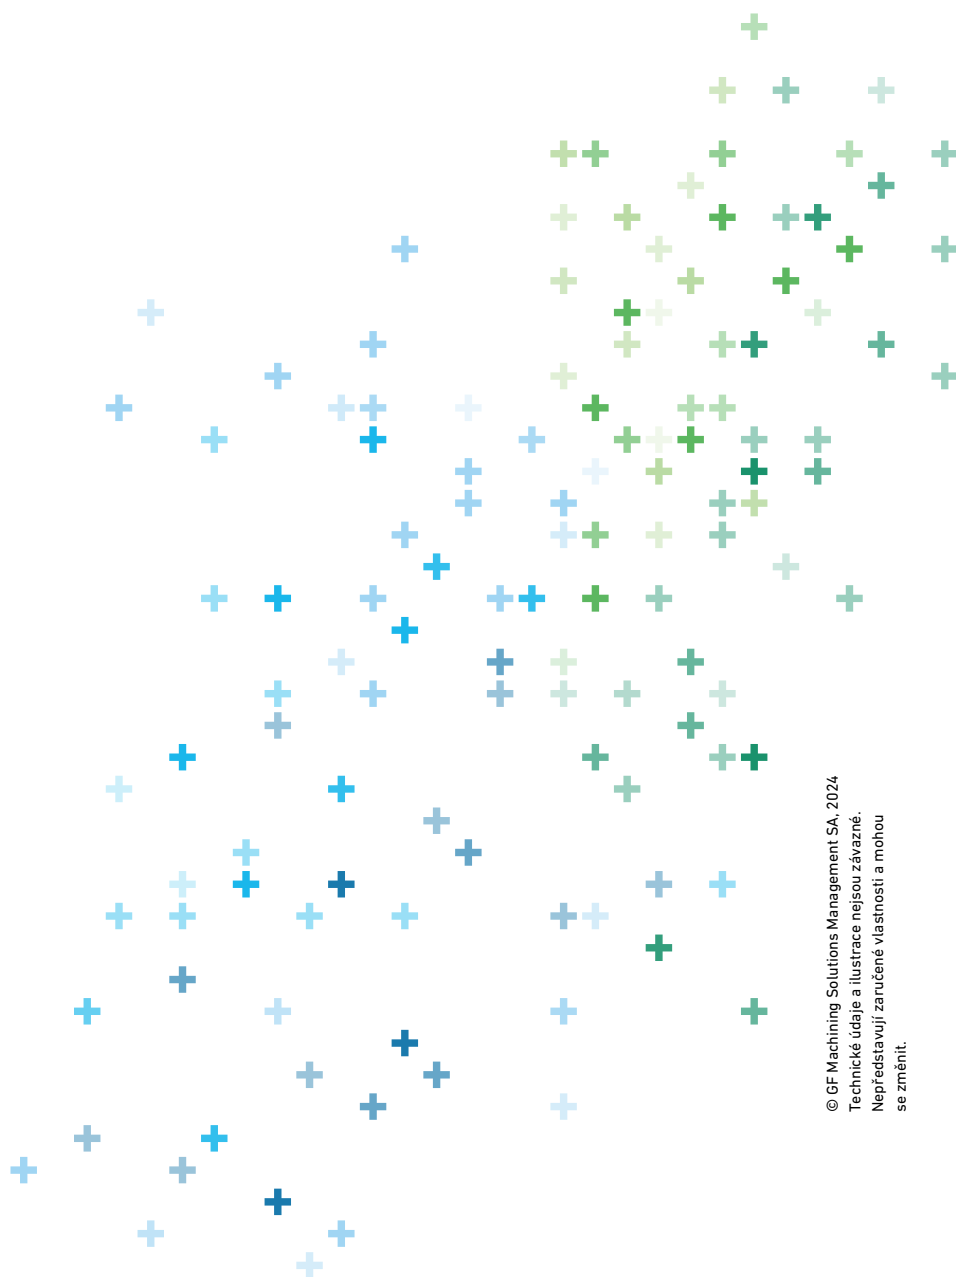 © GF Machining Solutions Management SA, 2024
Technické údaje a ilustrace nejsou závazné.
Nepředstavují zaručené vlastnosti a mohou
se změnit.